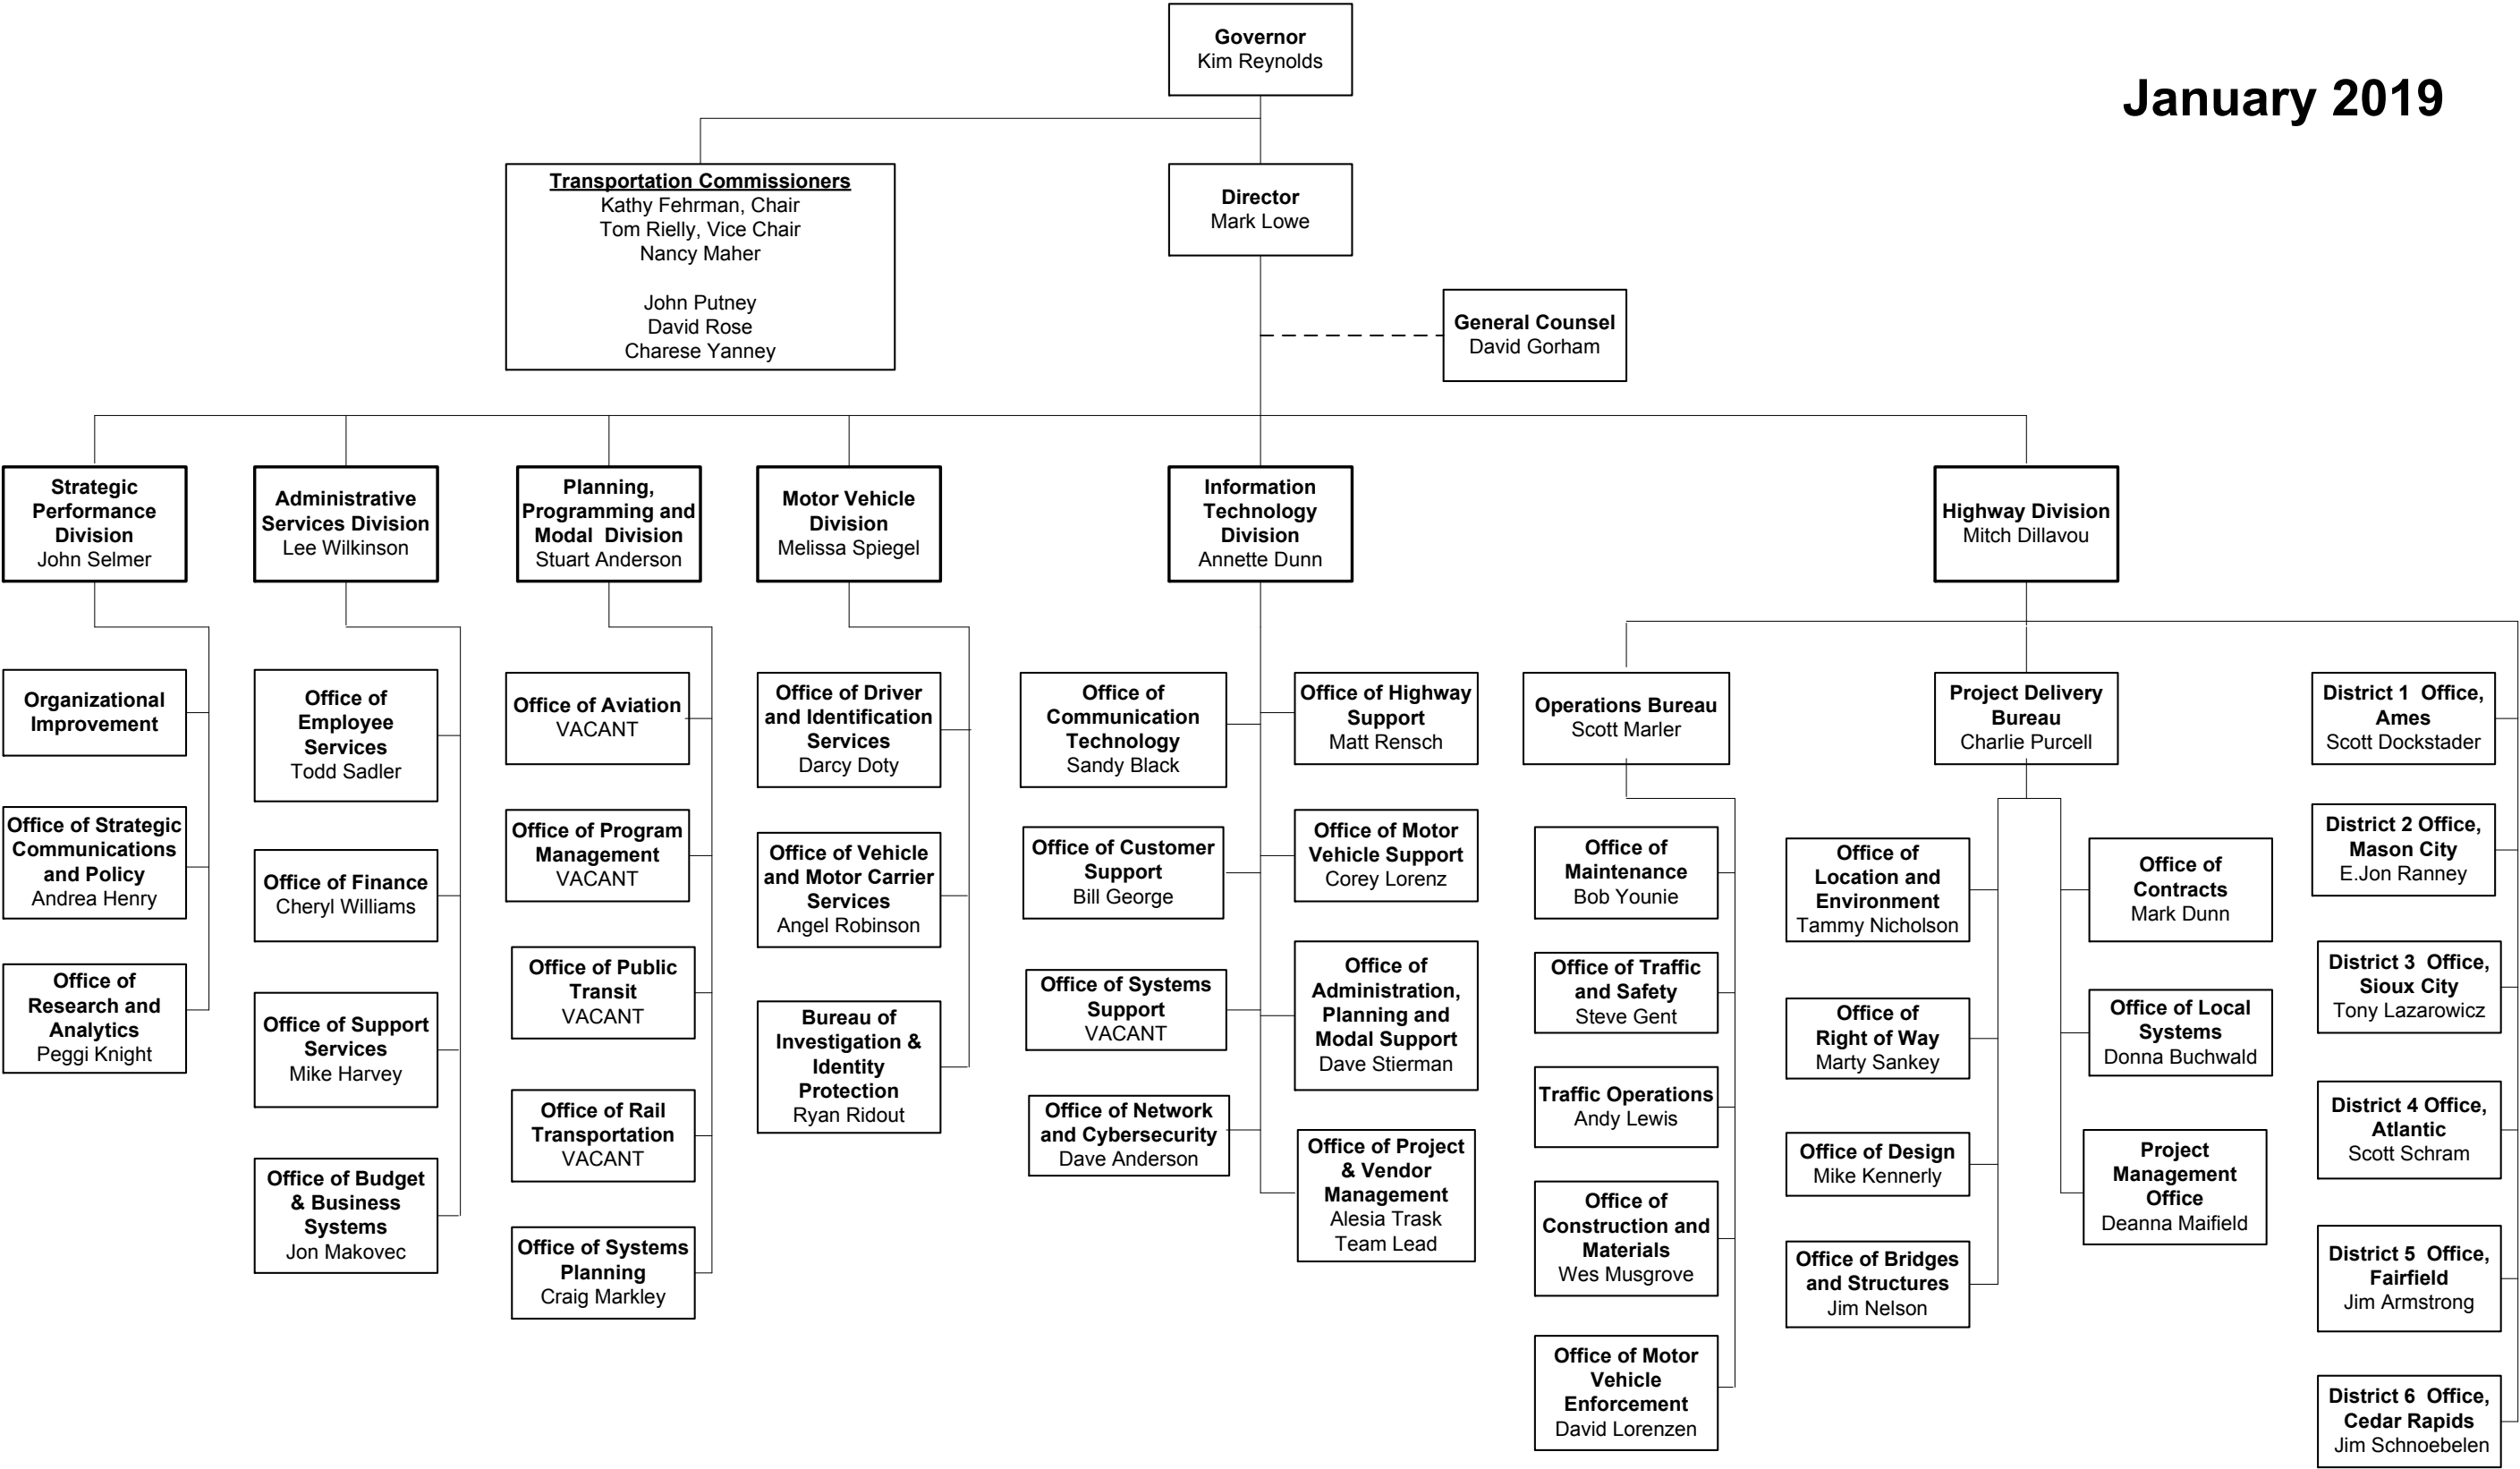 Governor
Kim Reynolds
January 2019
Transportation Commissioners
Kathy Fehrman, Chair
Tom Rielly, Vice Chair
Nancy Maher
John Putney
David Rose
Charese Yanney
Director
Mark Lowe
General Counsel
David Gorham
Strategic
Performance
Division
John Selmer
Administrative
Services Division
Lee Wilkinson
Planning,
Programming and
Modal Division
Stuart Anderson
Motor Vehicle
Division
Melissa Spiegel
Information
Technology
Division
Annette Dunn
Highway Division
Mitch Dillavou
Organizational
Improvement
Office of Strategic
Communications
and Policy
Andrea Henry
Office of
Research and
Analytics
Peggi Knight
Office of
Employee
Services
Todd Sadler
Office of Finance
Cheryl Williams
Office of Support
Services
Mike Harvey
Office of Budget
& Business
Systems
Jon Makovec
Office of Aviation
VACANT
Office of Program
Management
VACANT
Office of Public
Transit
VACANT
Office of Rail
Transportation
VACANT
Office of Systems
Planning
Craig Markley
Office of Driver
and Identification
Services
Darcy Doty
Office of Vehicle
and Motor Carrier
Services
Angel Robinson
Bureau of
Investigation &
Identity
Protection
Ryan Ridout
Office of
Communication
Technology
Sandy Black
Office of Customer
Support
Bill George
Office of Systems
Support
VACANT
Office of Network
and Cybersecurity
Dave Anderson
Office of Highway
Support
Matt Rensch
Office of Motor
Vehicle Support
Corey Lorenz
Office of
Administration,
Planning and
Modal Support
Dave Stierman
Office of Project
& Vendor
Management
Alesia Trask
Team Lead
Operations Bureau
Scott Marler
Office of
Maintenance
Bob Younie
Office of Traffic
and Safety
Steve Gent
Traffic Operations
Andy Lewis
Office of
Construction and
Materials
Wes Musgrove
Office of Motor
Vehicle
Enforcement
David Lorenzen
Project Delivery
Bureau
Charlie Purcell
Office of
Location and
Environment
Tammy Nicholson
Office of
Right of Way
Marty Sankey
Office of Design
Mike Kennerly
Office of Bridges
and Structures
Jim Nelson
Office of
Contracts
Mark Dunn
Office of Local
Systems
Donna Buchwald
Project
Management
Office
Deanna Maifield
District 1 Office,
Ames
Scott Dockstader
District 2 Office,
Mason City
E.Jon Ranney
District 3 Office,
Sioux City
Tony Lazarowicz
District 4 Office,
Atlantic
Scott Schram
District 5 Office,
Fairfield
Jim Armstrong
District 6 Office,
Cedar Rapids
Jim Schnoebelen